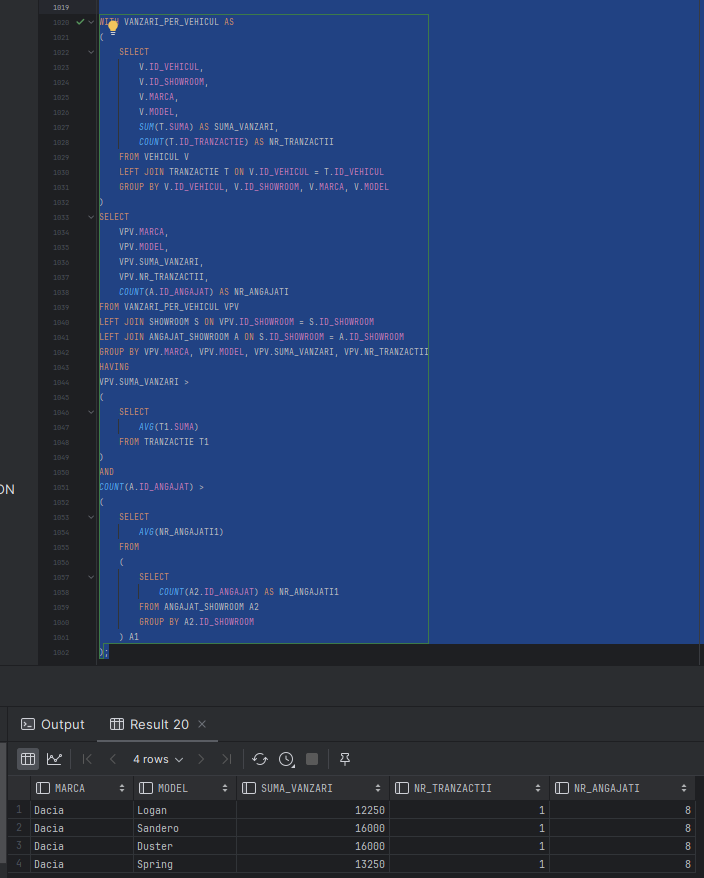 1019
1020 WITH VANZARI_PER_VEHICUL AS
1021 (
1022 SELECT
1023 V.ID_VEHICUL,
1024 V.ID_SHOWROOM,
1025 V.MARCA,
1026 V.MODEL,
1027 SUM(T.SUMA) AS SUMA_VANZARI,
1028 COUNT(T.ID_TRANZACTIE) AS NR_TRANZACTII
1029 FROM VEHICUL V
1030 LEFT JOIN TRANZACTIE T ON V.ID_VEHICUL = T.ID_VEHICUL
1031 GROUP BY V.ID_VEHICUL, V.ID_SHOWROOM, V.MARCA, V.MODEL
1032 )
1033 SELECT
1034 VPV.MARCA,
1035 VPV.MODEL,
1036 VPV.SUMA_VANZARI,
1037 VPV.NR_TRANZACTII,
1038 COUNT(A.ID_ANGAJAT) AS NR_ANGAJATI
1039 FROM VANZARI_PER_VEHICUL VPV
1040 LEFT JOIN SHOWROOM S ON VPV.ID_SHOWROOM = S.ID_SHOWROOM
1041 LEFT JOIN ANGAJAT_SHOWROOM A ON S.ID_SHOWROOM = A.ID_SHOWROOM
1042 GROUP BY VPV.MARCA, VPV.MODEL, VPV.SUMA_VANZARI, VPV.NR_TRANZACTII
1043 HAVING
1044 VPV.SUMA_VANZARI >
1045 (
1046 SELECT
1047 AVG(T1.SUMA)
1048 FROM TRANZACTIE T1
1049 )
1050 AND
1051 COUNT(A.ID_ANGAJAT) >
1052 (
1053 SELECT
1054 AVG(NR_ANGAJATI1)
1055 FROM
1056 (
1057 SELECT
1058 COUNT(A2.ID_ANGAJAT) AS NR_ANGAJATI1
1059 FROM ANGAJAT_SHOWROOM A2
1060 GROUP BY A2.ID_SHOWROOM
1061 ) A1
1062 );
ON
Output Result 20
4 rows
MARCA MODEL SUMA_VANZARI NR_TRANZACTII NR_ANGAJATI
1 Dacia Logan 12250 1 8
2 Dacia Sandero 16000 1 8
3 Dacia Duster 16000 1 8
4 Dacia Spring 13250 1 8